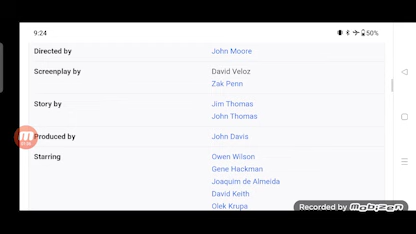 9:24
50%
Directed by
John Moore
Screenplay by
David Veloz
Zak Penn
Story by
Jim Thomas
John Thomas
Produced by
John Davis
Starring
Owen Wilson
Gene Hackman
Joaquim de Almeida
David Keith
Olek Krupa
Recorded by Mobizen